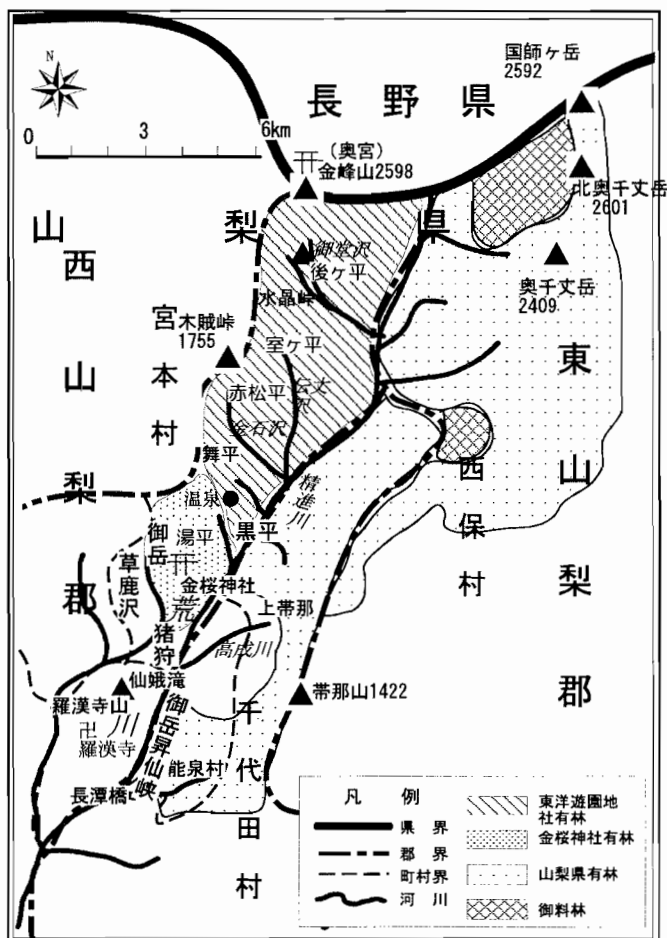 国師ヶ岳
2592
長野県
N
0 3 6km
(奥宮)
金峰山2598
北奥千丈岳
2601
山梨県
御堂沢
後ヶ平
奥千丈岳
2409
水晶峠
西山梨郡
宮本村
木賊峠
1755
室ヶ平
東山梨郡
赤松平
伝丈沢
金石沢
舞平
西保村
精進川
温泉
黒平
御岳
湯平
草鹿沢
金桜神社
荒川
上帯那
猪狩
高成川
仙娥滝
帯那山1422
羅漢寺山
卍
羅漢寺
御岳昇仙峡
千代田村
能泉村
長潭橋
凡例
県界
郡界
町村界
河川
東洋遊園地
社有林
金桜神社有林
山梨県有林
御料林